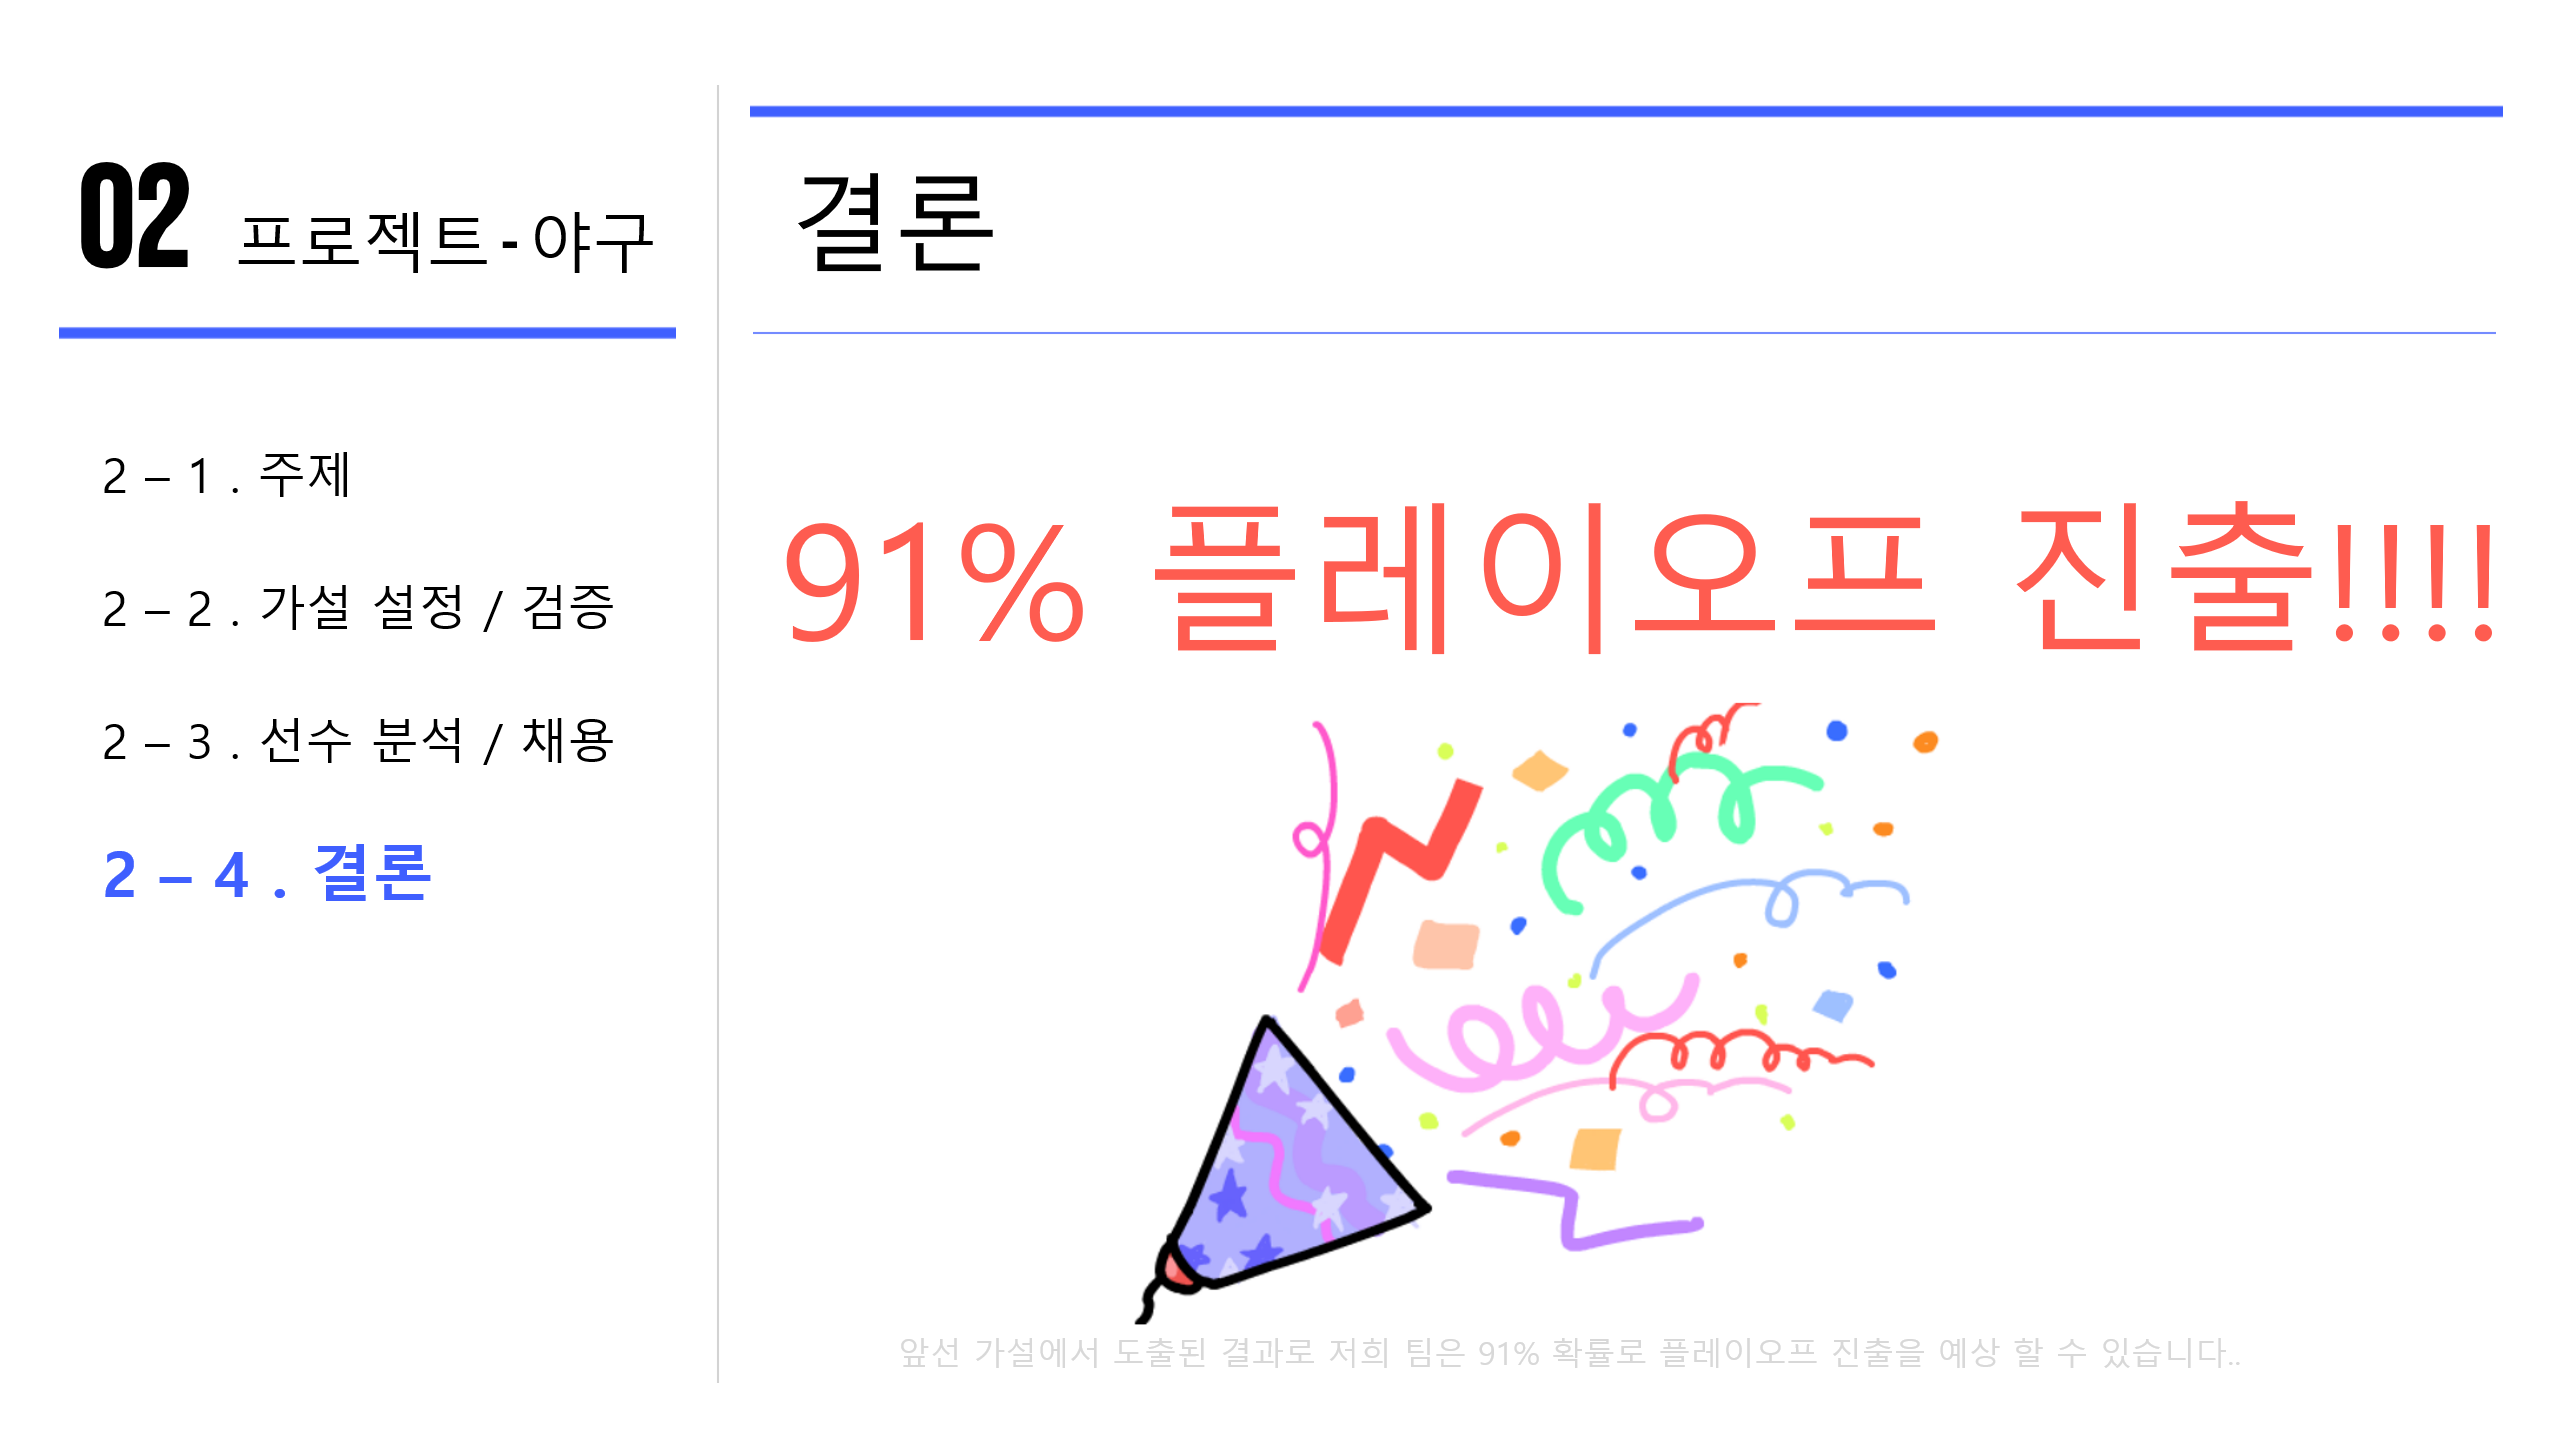 02 프로젝트-야구
2 – 1 . 주제
2 – 2 . 가설 설정 / 검증
2 – 3 . 선수 분석 / 채용
2 – 4 . 결론
결론
91% 플레이오프 진출!!!!
앞선 가설에서 도출된 결과로 저희 팀은 91% 확률로 플레이오프 진출을 예상 할 수 있습니다..